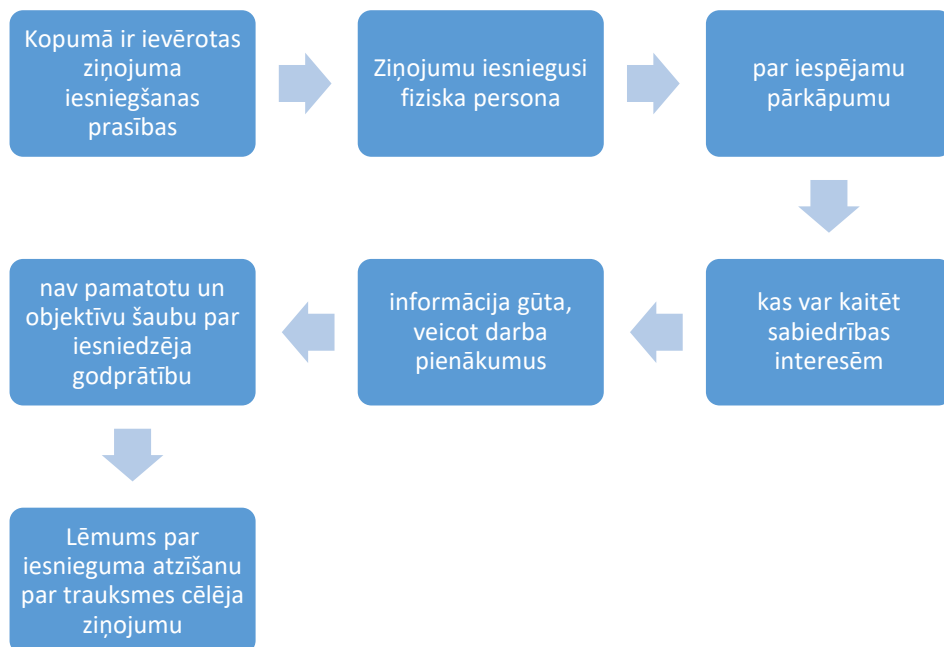 Kopumā ir ievērotas
ziņojuma
iesniegšanas
prasības
Ziņojumu iesniegusi
fiziska persona
par iespējamu
pārkāpumu
kas var kaitēt
sabiedrības
interesēm
informācija gūta,
veicot darba
pienākumus
nav pamatotu un
objektīvu šaubu par
iesniedzēja
godprātību
Lēmums par
iesnieguma atzīšanu
par trauksmes cēlēja
ziņojumu